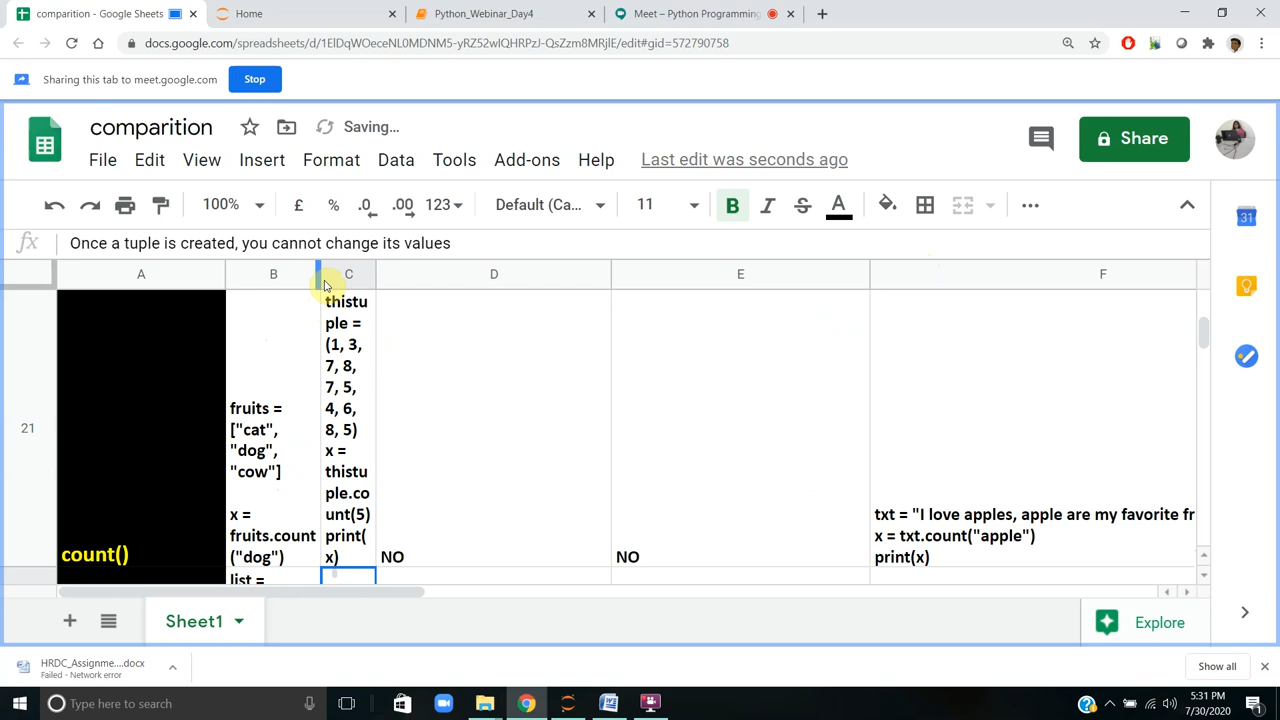 comparition - Google Sheets
Home
Python_Webinar_Day4
Meet – Python Programming
docs.google.com/spreadsheets/d/1ElDqWOeceNL0MDNM5-yRZ52wIQHRPzJ-QsZzm8MRjlE/edit#gid=572790758
Sharing this tab to meet.google.com
Stop
comparition
Saving...
Share
File Edit View Insert Format Data Tools Add-ons Help Last edit was seconds ago
100% £ % .0 .00 123 Default (Ca... 11 B I S A
31
fx Once a tuple is created, you cannot change its values
A B C D E F
21
count()
fruits =
["cat",
"dog",
"cow"]
x =
fruits.count
("dog")
list =
thistu
ple =
(1, 3,
7, 8,
7, 5,
4, 6,
8, 5)
x =
thistu
ple.co
unt(5)
print(
x)
NO
NO
txt = "I love apples, apple are my favorite fr
x = txt.count("apple")
print(x)
Sheet1
Explore
HRDC_Assignme....docx
Failed - Network error
Show all
Type here to search
5:31 PM
7/30/2020
1